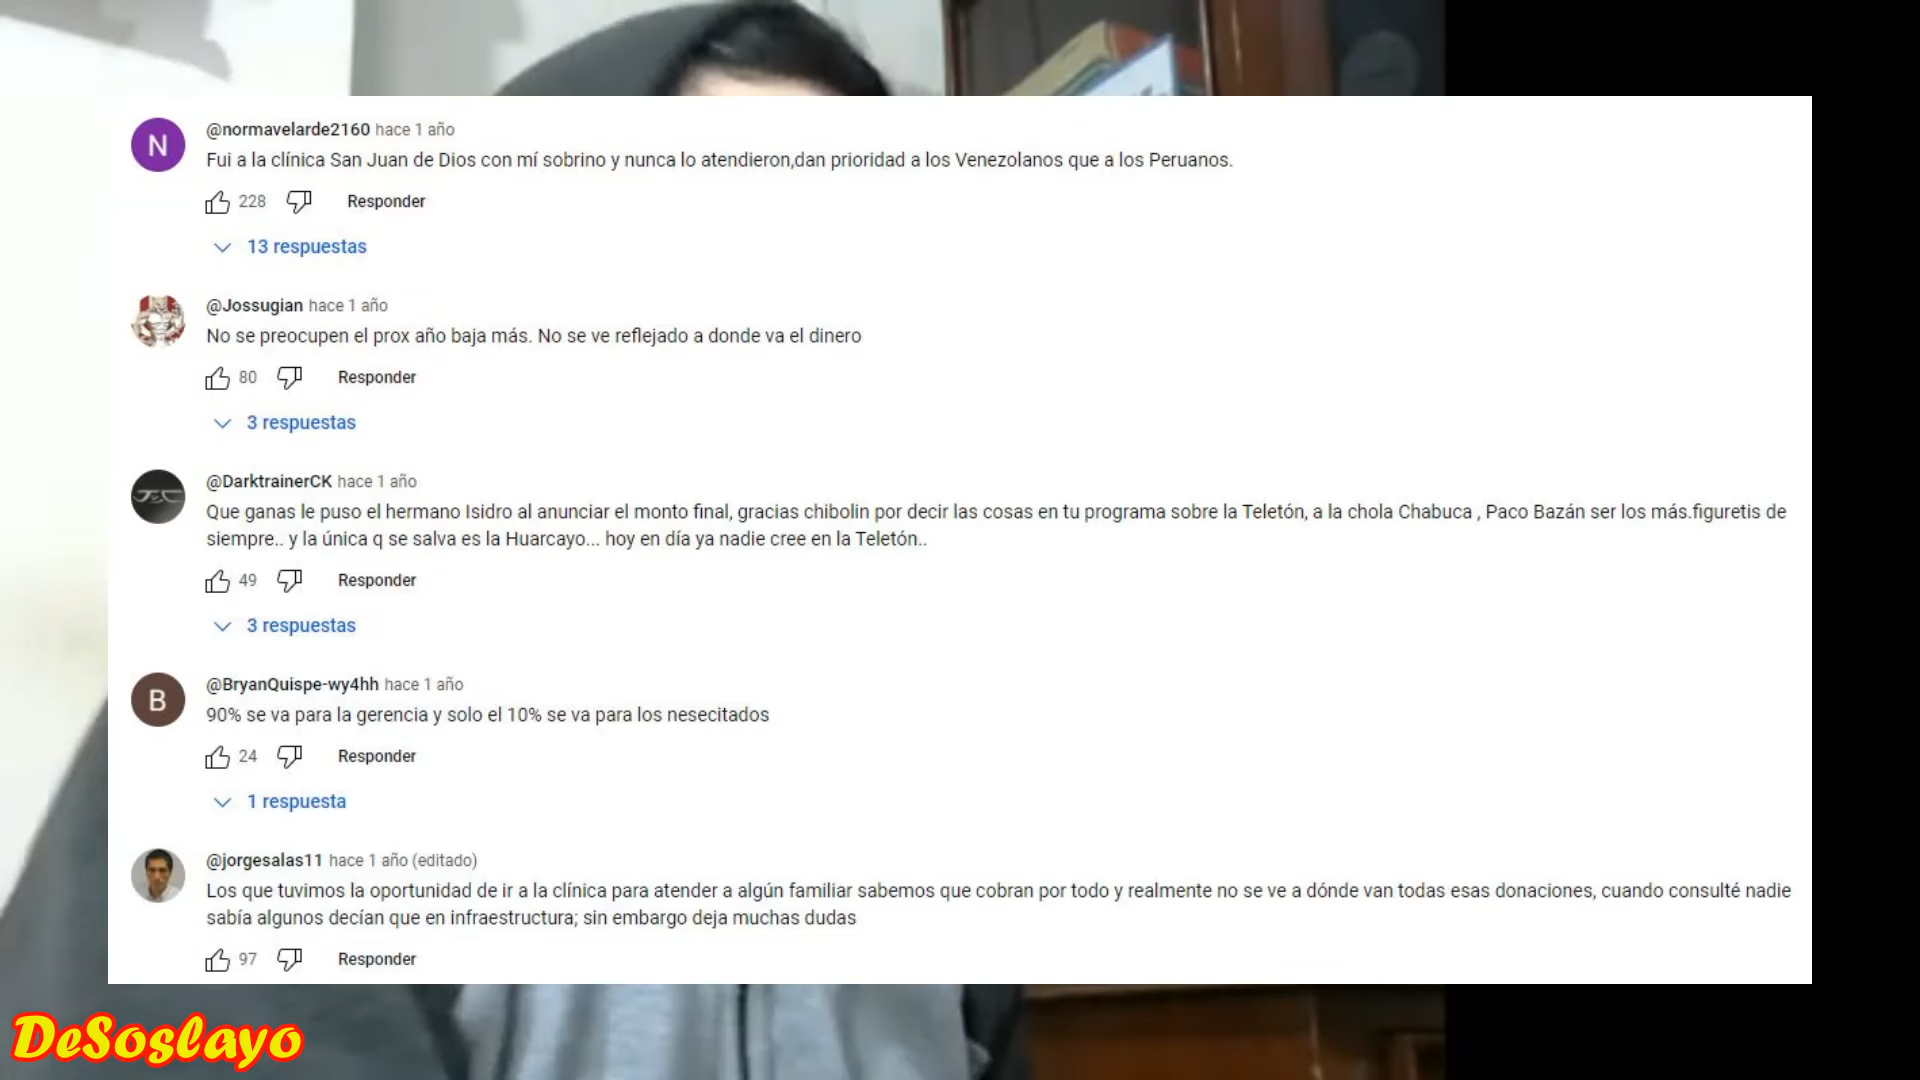 N
@normavelarde2160 hace 1 año
Fui a la clínica San Juan de Dios con mí sobrino y nunca lo atendieron,dan prioridad a los Venezolanos que a los Peruanos.
228 Responder
13 respuestas
@Jossugian hace 1 año
No se preocupen el prox año baja más. No se ve reflejado a donde va el dinero
80 Responder
3 respuestas
@DarktrainerCK hace 1 año
Que ganas le puso el hermano Isidro al anunciar el monto final, gracias chibolin por decir las cosas en tu programa sobre la Teletón, a la chola Chabuca , Paco Bazán ser los más.figuretis de
siempre.. y la única q se salva es la Huarcayo... hoy en día ya nadie cree en la Teletón..
49 Responder
3 respuestas
B
@BryanQuispe-wy4hh hace 1 año
90% se va para la gerencia y solo el 10% se va para los nesecitados
24 Responder
1 respuesta
@jorgesalas11 hace 1 año (editado)
Los que tuvimos la oportunidad de ir a la clínica para atender a algún familiar sabemos que cobran por todo y realmente no se ve a dónde van todas esas donaciones, cuando consulté nadie
sabía algunos decían que en infraestructura; sin embargo deja muchas dudas
97 Responder
DeSoslayo